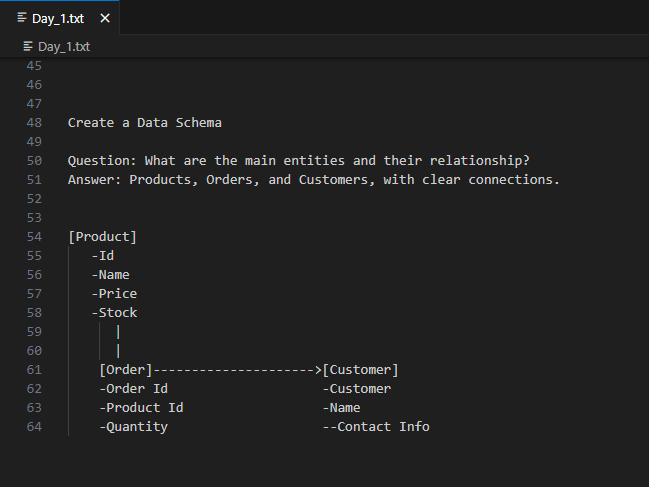 Day_1.txt
Day_1.txt
45
46
47
48 Create a Data Schema
49
50 Question: What are the main entities and their relationship?
51 Answer: Products, Orders, and Customers, with clear connections.
52
53
54 [Product]
55    -Id
56    -Name
57    -Price
58    -Stock
59       |
60       |
61     [Order]--------------------->[Customer]
62     -Order Id                    -Customer
63     -Product Id                  -Name
64     -Quantity                    --Contact Info